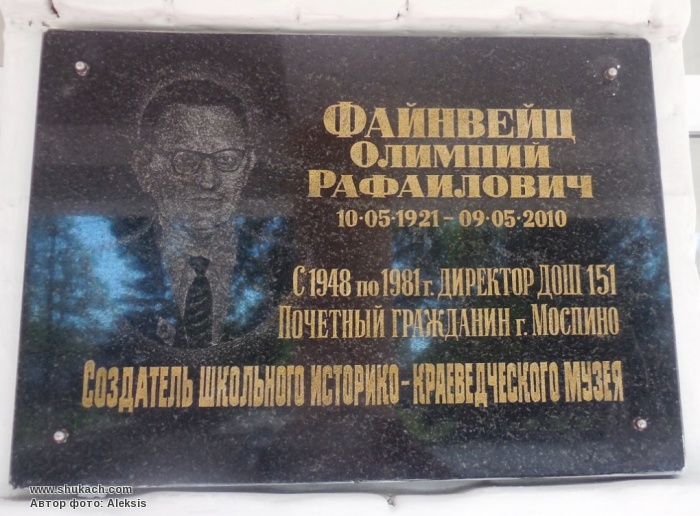 Файнвейц
Олимпий
Рафаилович
10·05·1921 – 09·05·2010
С 1948 по 1981 г. ДИРЕКТОР ДОШ 151
Почетный гражданин г. Моспино
Создатель школьного историко-краеведческого музея
www.shukach.com
Автор фото: Aleksis